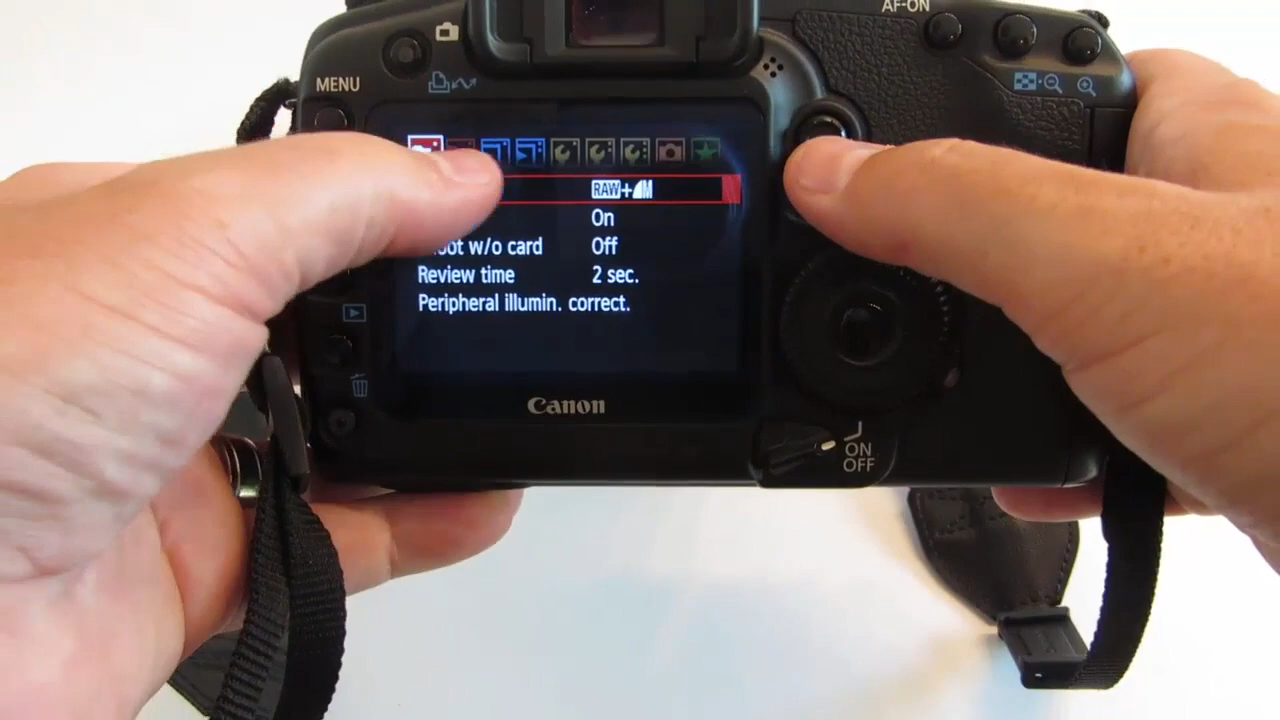 AF-ON
MENU
RAW+M
On
oot w/o card Off
Review time 2 sec.
Peripheral illumin. correct.
Canon
ON
OFF